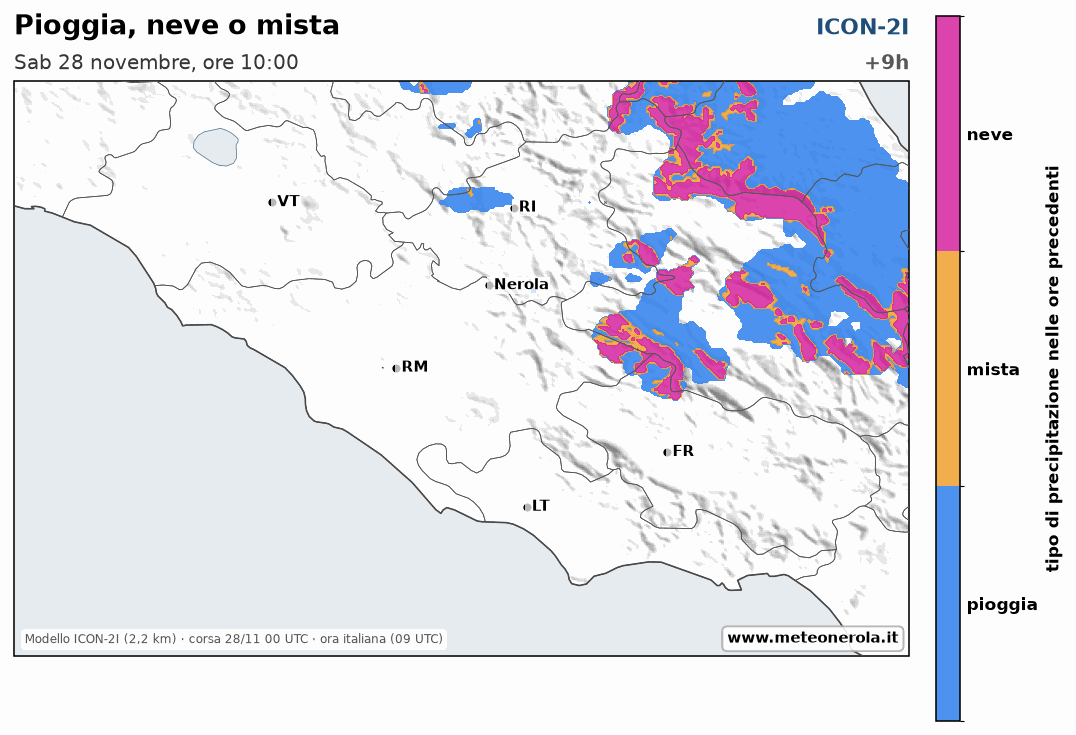 Pioggia, neve o mista
ICON-2I
Sab 28 novembre, ore 10:00
+9h
VT
RI
Nerola
RM
FR
LT
Modello ICON-2I (2,2 km) · corsa 28/11 00 UTC · ora italiana (09 UTC)
www.meteonerola.it
neve
mista
pioggia
tipo di precipitazione nelle ore precedenti